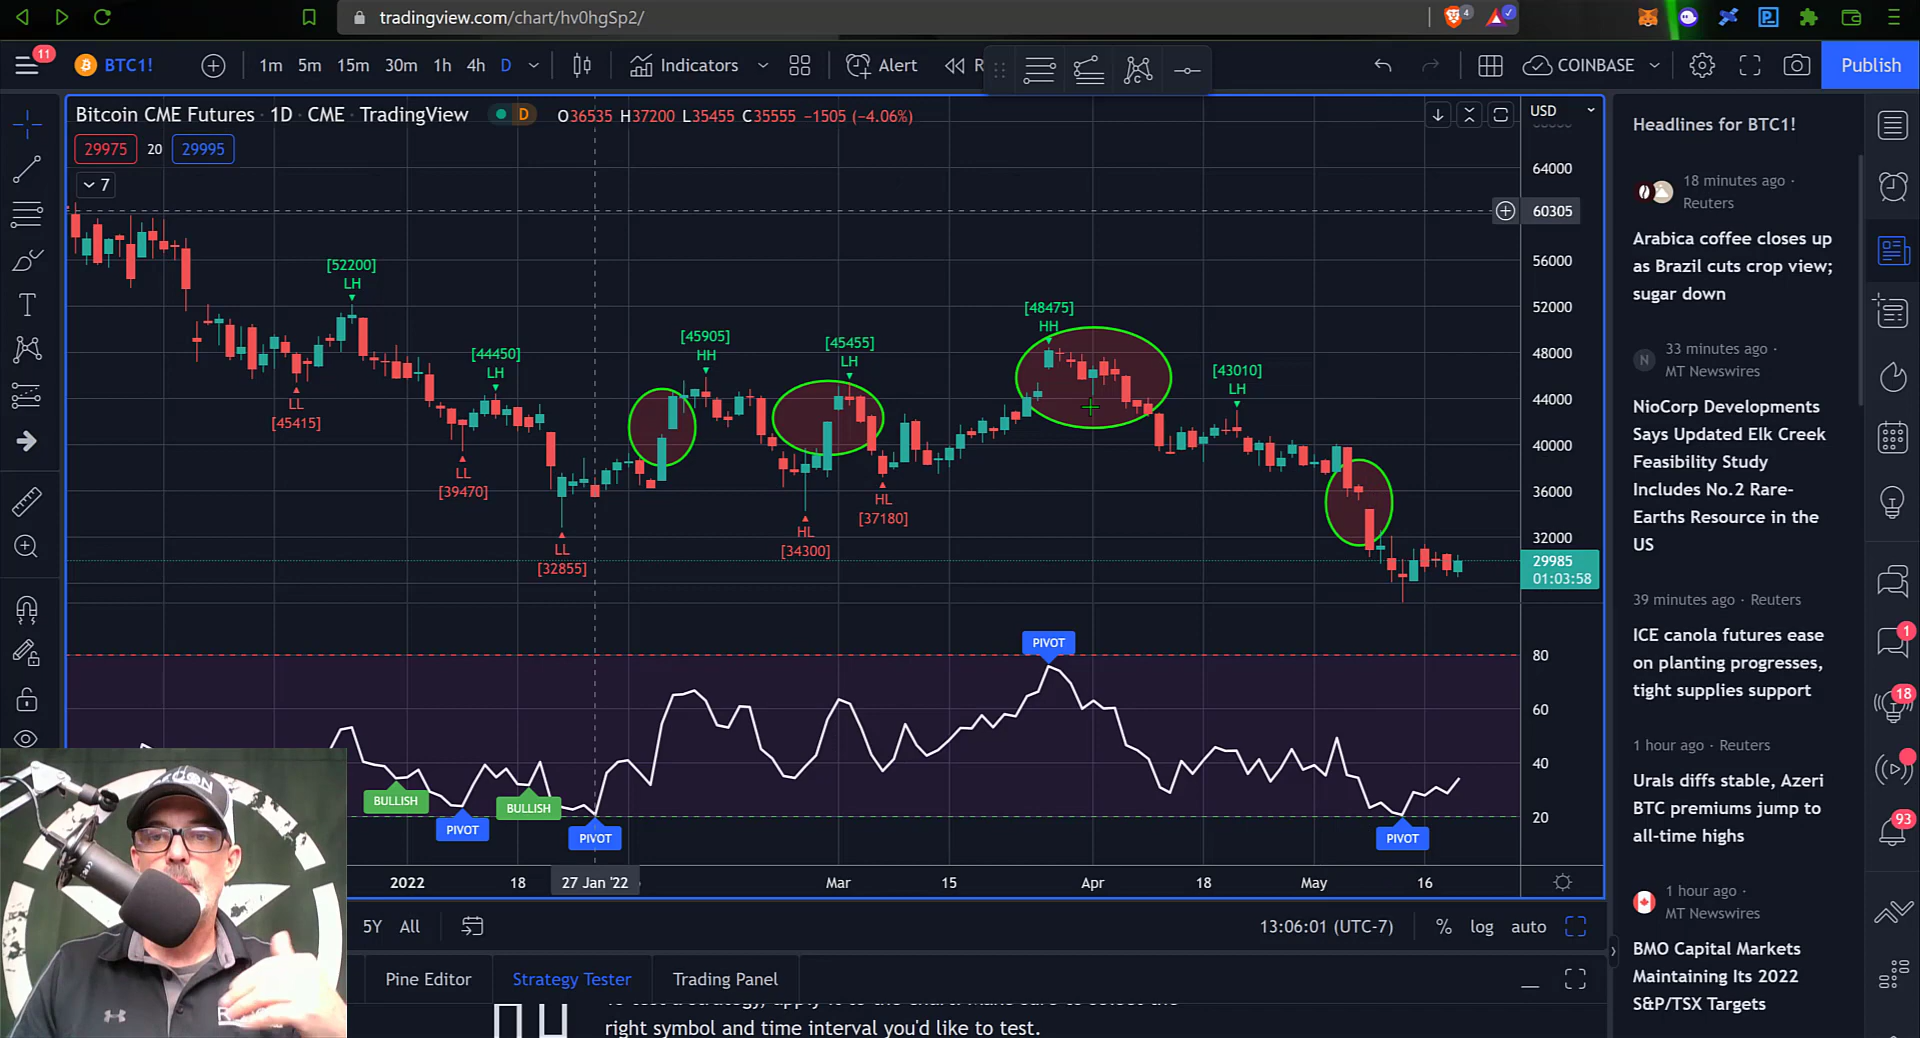 tradingview.com/chart/hv0hgSp2/
4
11
BTC1!
1m 5m 15m 30m 1h 4h D
Indicators
Alert
R
COINBASE
Publish
Bitcoin CME Futures · 1D · CME · TradingView
D
O36535 H37200 L35455 C35555 −1505 (−4.06%)
29975 20 29995
7
USD
64000
60305
56000
52000
48000
44000
40000
36000
32000
29985
01:03:58
[52200]
LH
LL
[45415]
[44450]
LH
LL
[39470]
LL
[32855]
[45905]
HH
[45455]
LH
HL
[34300]
HL
[37180]
[48475]
HH
[43010]
LH
PIVOT
80
60
40
20
BULLISH
PIVOT
BULLISH
PIVOT
PIVOT
2022 18 27 Jan '22 Mar 15 Apr 18 May 16
5Y All
13:06:01 (UTC-7) % log auto
Pine Editor Strategy Tester Trading Panel
right symbol and time interval you'd like to test.
Headlines for BTC1!
18 minutes ago ·
Reuters
Arabica coffee closes up
as Brazil cuts crop view;
sugar down
N
33 minutes ago ·
MT Newswires
NioCorp Developments
Says Updated Elk Creek
Feasibility Study
Includes No.2 Rare-
Earths Resource in the
US
39 minutes ago · Reuters
ICE canola futures ease
on planting progresses,
tight supplies support
1 hour ago · Reuters
Urals diffs stable, Azeri
BTC premiums jump to
all-time highs
1 hour ago ·
MT Newswires
BMO Capital Markets
Maintaining Its 2022
S&P/TSX Targets
1
18
93